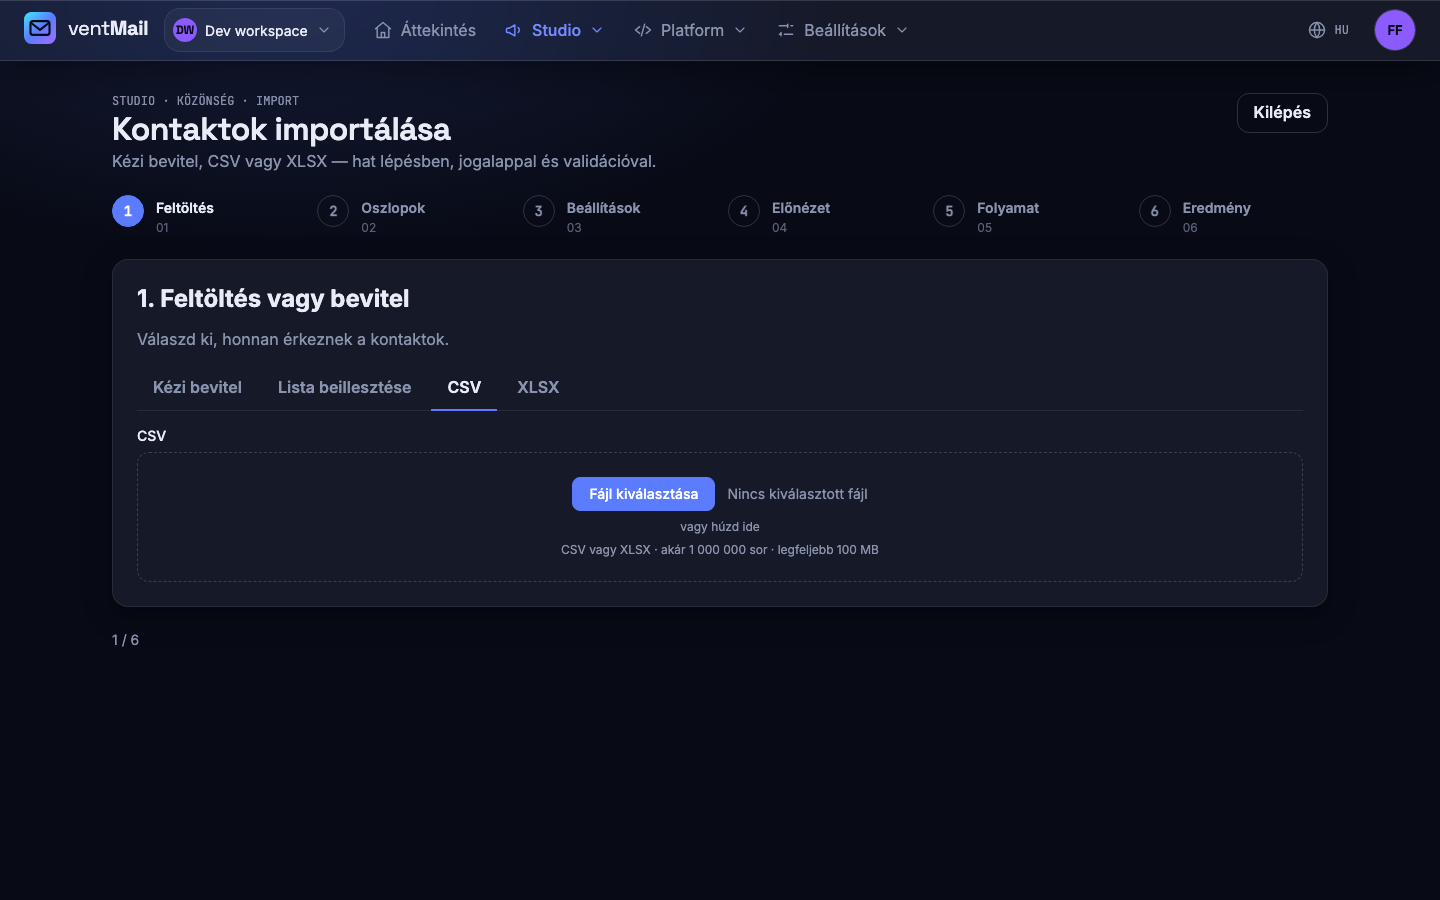 ventMail
DW Dev workspace
Áttekintés
Studio
Platform
Beállítások
HU
FF
STUDIO · KÖZÖNSÉG · IMPORT
Kontaktok importálása
Kilépés
Kézi bevitel, CSV vagy XLSX — hat lépésben, jogalappal és validációval.
1 Feltöltés
01
2 Oszlopok
02
3 Beállítások
03
4 Előnézet
04
5 Folyamat
05
6 Eredmény
06
1. Feltöltés vagy bevitel
Válaszd ki, honnan érkeznek a kontaktok.
Kézi bevitel
Lista beillesztése
CSV
XLSX
CSV
Fájl kiválasztása Nincs kiválasztott fájl
vagy húzd ide
CSV vagy XLSX · akár 1 000 000 sor · legfeljebb 100 MB
1 / 6